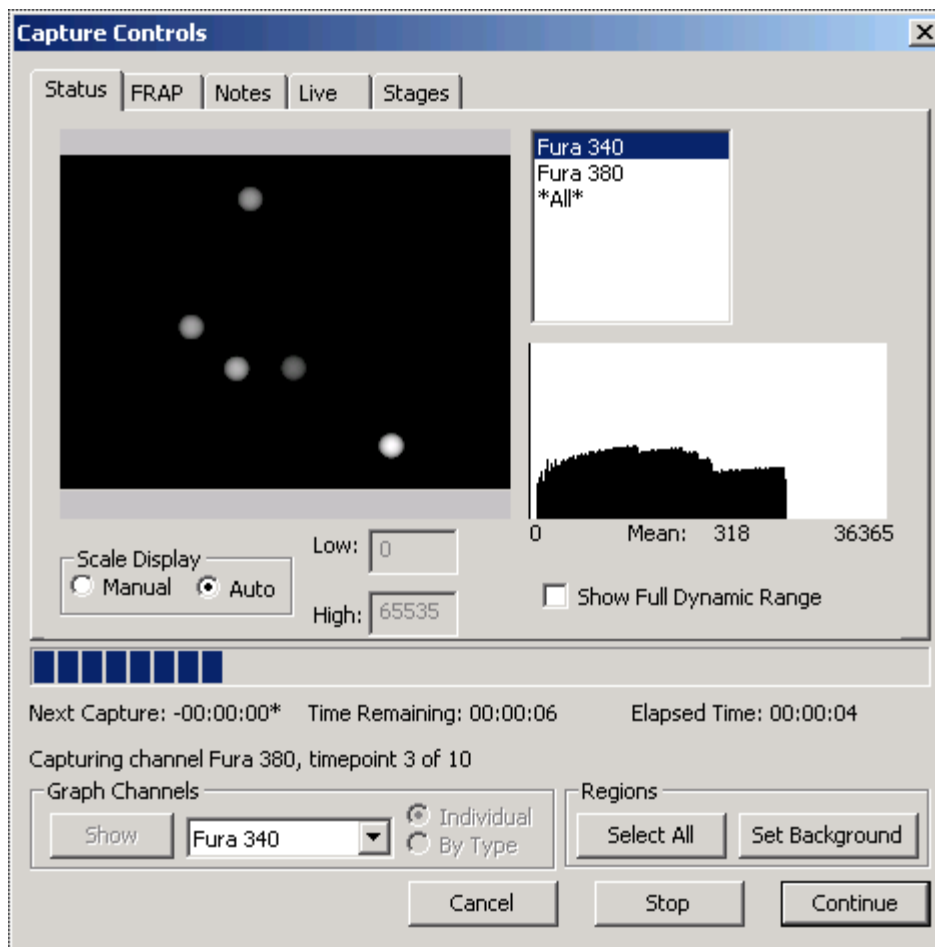 Capture Controls
Status FRAP Notes Live Stages
Fura 340
Fura 380
*All*
0 Mean: 318 36365
Scale Display
Manual Auto
Low: 0
High: 65535
Show Full Dynamic Range
Next Capture: -00:00:00* Time Remaining: 00:00:06 Elapsed Time: 00:00:04
Capturing channel Fura 380, timepoint 3 of 10
Graph Channels
Show Fura 340 Individual
By Type
Regions
Select All Set Background
Cancel Stop Continue